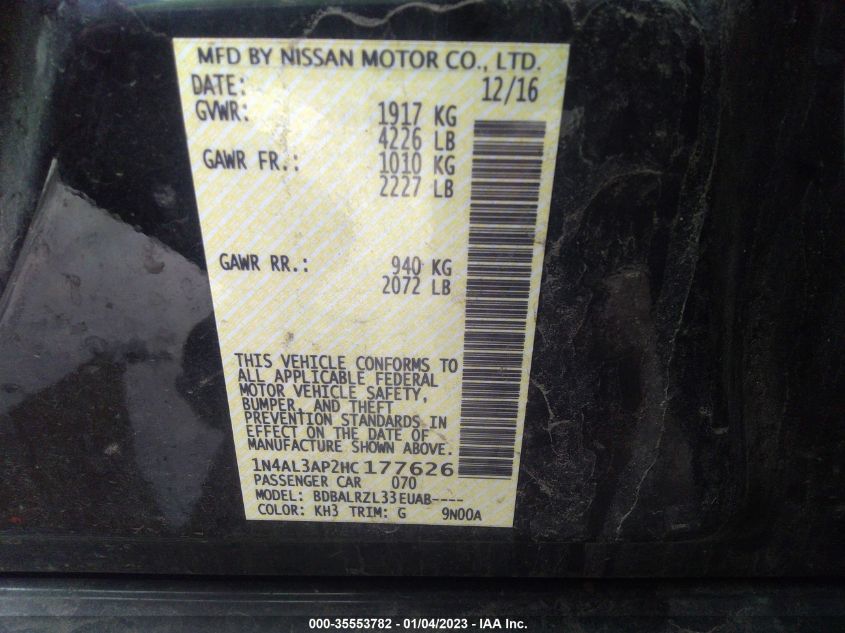 MFD BY NISSAN MOTOR CO., LTD.
DATE: 12/16
GVWR: 1917 KG
4226 LB
GAWR FR.: 1010 KG
2227 LB
GAWR RR.: 940 KG
2072 LB
THIS VEHICLE CONFORMS TO
ALL APPLICABLE FEDERAL
MOTOR VEHICLE SAFETY,
BUMPER, AND THEFT
PREVENTION STANDARDS IN
EFFECT ON THE DATE OF
MANUFACTURE SHOWN ABOVE.
1N4AL3AP2HC177626
PASSENGER CAR 070
MODEL: BDBALRZL33EUAB----
COLOR: KH3 TRIM: G 9N00A
000-35553782 - 01/04/2023 - IAA Inc.